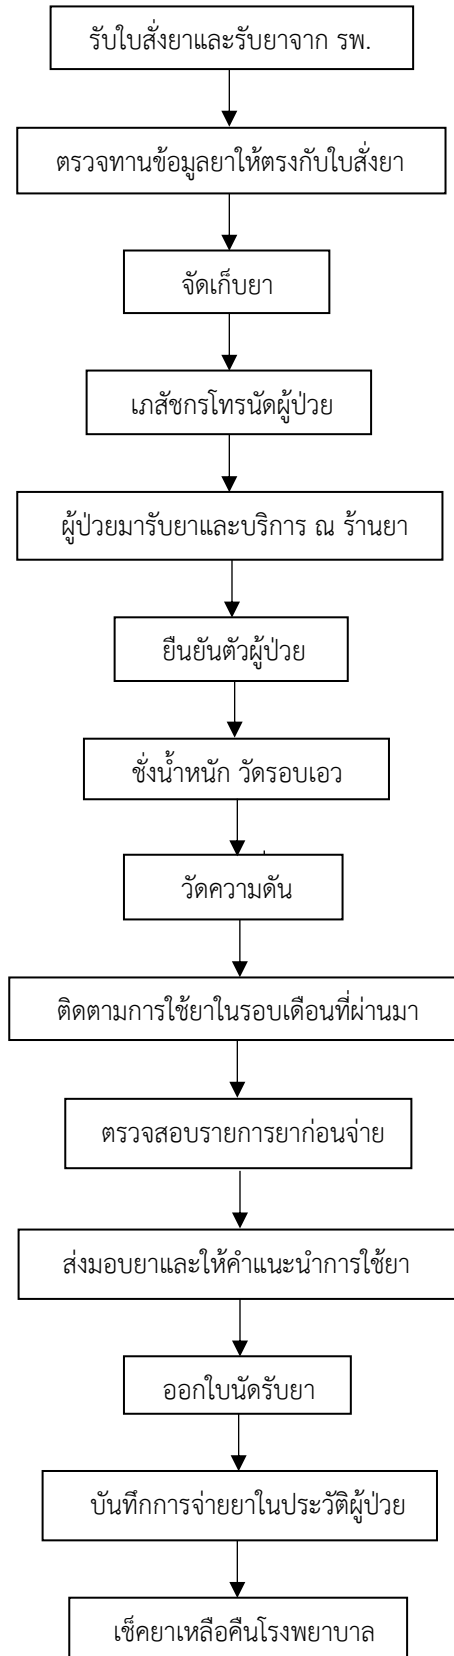 รับใบสั่งยาและรับยาจาก รพ.
ตรวจทานข้อมูลยาให้ตรงกับใบสั่งยา
จัดเก็บยา
เภสัชกรโทรนัดผู้ป่วย
ผู้ป่วยมารับยาและบริการ ณ ร้านยา
ยืนยันตัวผู้ป่วย
ชั่งน้ำหนัก วัดรอบเอว
วัดความดัน
ติดตามการใช้ยาในรอบเดือนที่ผ่านมา
ตรวจสอบรายการยาก่อนจ่าย
ส่งมอบยาและให้คำแนะนำการใช้ยา
ออกใบนัดรับยา
บันทึกการจ่ายยาในประวัติผู้ป่วย
เช็คยาเหลือคืนโรงพยาบาล